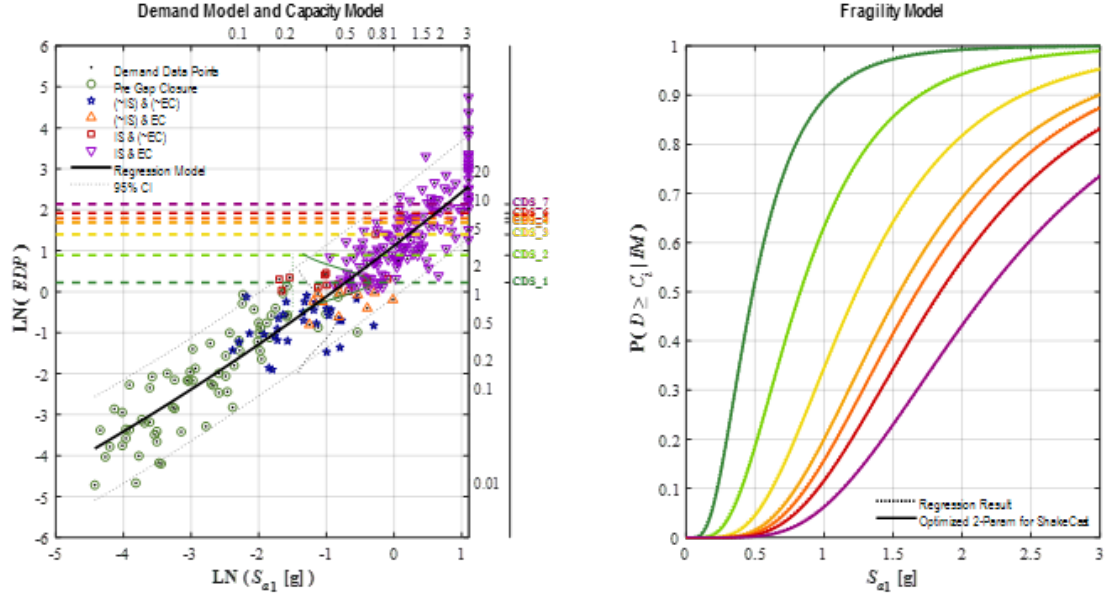 Demand Model and Capacity Model
0.1 0.2 0.5 0.8 1 1.5 2 3
6
5
4
3
2
1
0
-1
-2
-3
-4
-5
-6
LN( EDP)
Demand Data Points
Pre Gap Closure
(~IS) & (~EC)
(~IS) & EC
IS & (~EC)
IS & EC
Regression Model
95% CI
20
10
5
2
1
0.5
0.2
0.1
0.01
CDS_7
CDS_6
CDS_3
CDS_2
CDS_1
-5 -4 -3 -2 -1 0 1
LN (Sa1 [g])
Fragility Model
1
0.9
0.8
0.7
0.6
0.5
0.4
0.3
0.2
0.1
0
P( D ≥ Ci | IM)
Regression Result
Optimized 2-Param for ShakeCast
0 0.5 1 1.5 2 2.5 3
Sa1 [g]